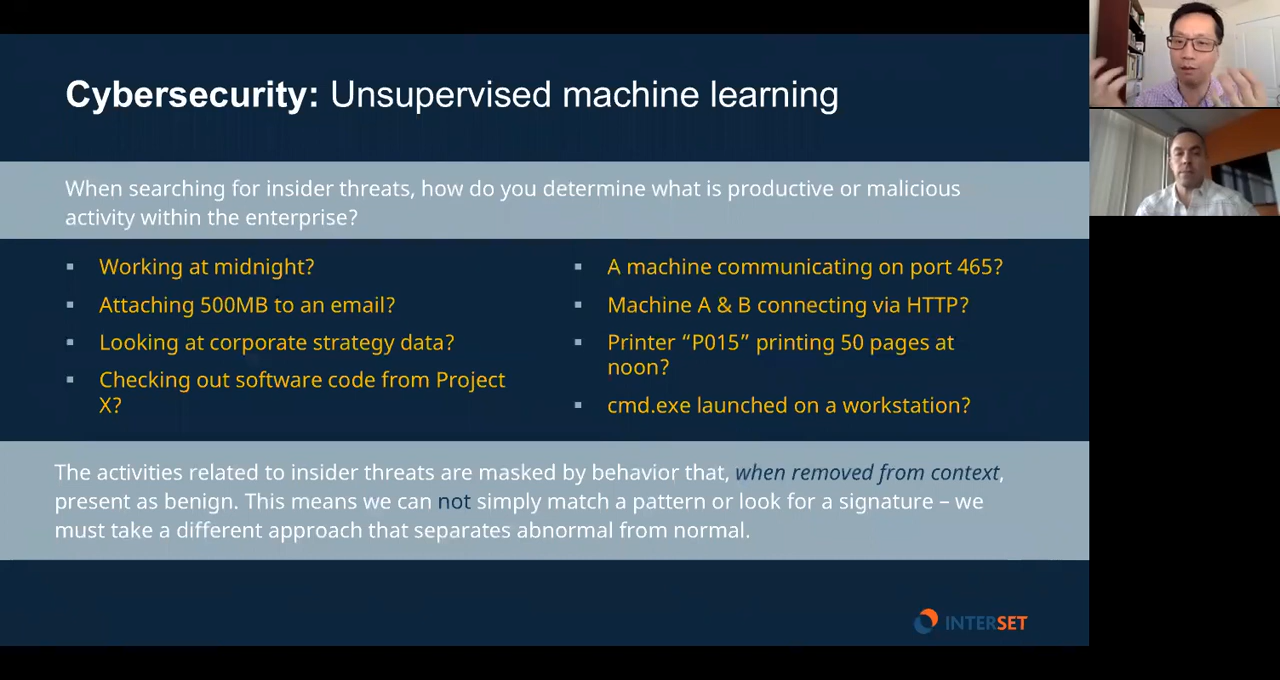 Cybersecurity: Unsupervised machine learning
When searching for insider threats, how do you determine what is productive or malicious
activity within the enterprise?
Working at midnight?
Attaching 500MB to an email?
Looking at corporate strategy data?
Checking out software code from Project
X?
A machine communicating on port 465?
Machine A & B connecting via HTTP?
Printer “P015” printing 50 pages at
noon?
cmd.exe launched on a workstation?
The activities related to insider threats are masked by behavior that, when removed from context,
present as benign. This means we can not simply match a pattern or look for a signature – we
must take a different approach that separates abnormal from normal.
INTERSET